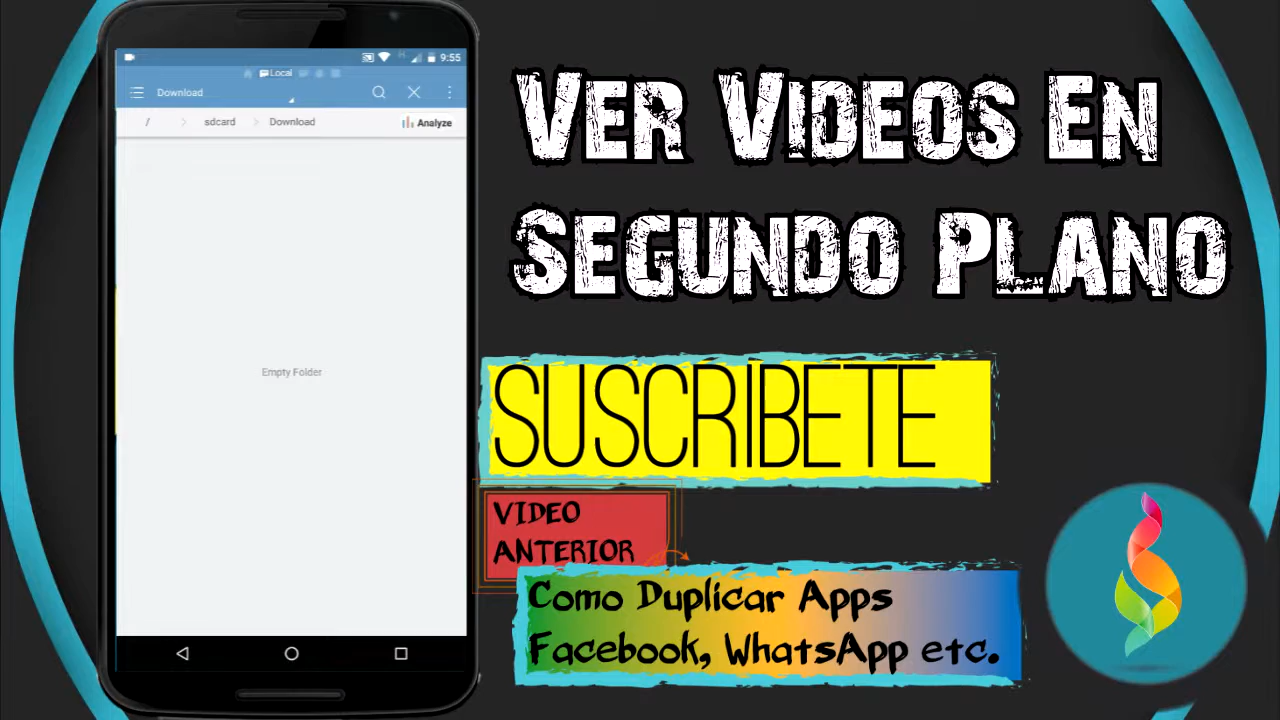 9:55
Local
Download
/ sdcard Download Analyze
Empty Folder
VER VIDEOS EN
SEGUNDO PLANO
SUSCRIBETE
VIDEO
ANTERIOR
Como Duplicar Apps
Facebook, WhatsApp etc.